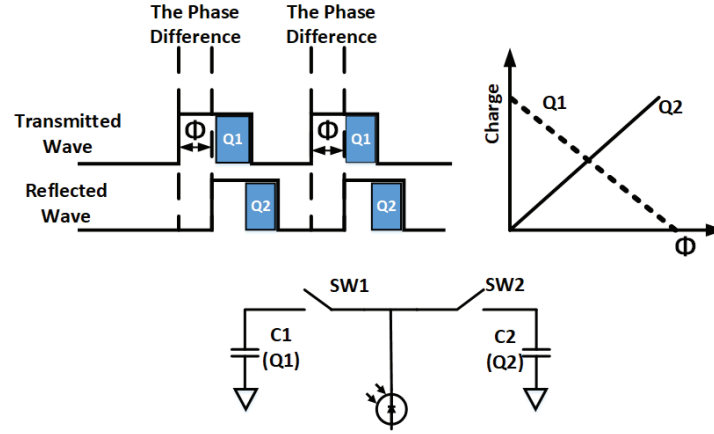 The Phase
Difference
The Phase
Difference
Transmitted
Wave
Φ
Q1
Φ
Q1
Reflected
Wave
Q2
Q2
Charge
Q1
Q2
Φ
SW1
SW2
C1
(Q1)
C2
(Q2)